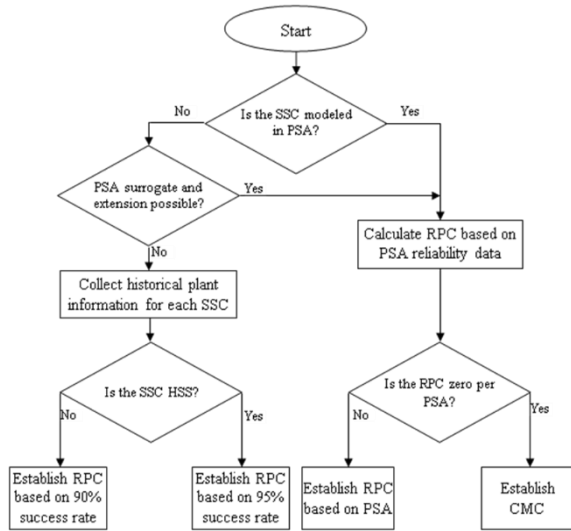 Start
Is the SSC modeled
in PSA?
No
Yes
PSA surrogate and
extension possible?
Yes
No
Calculate RPC based on
PSA reliability data
Collect historical plant
information for each SSC
Is the SSC HSS?
No
Yes
Is the RPC zero per
PSA?
No
Yes
Establish RPC
based on 90%
success rate
Establish RPC
based on 95%
success rate
Establish RPC
based on PSA
Establish
CMC